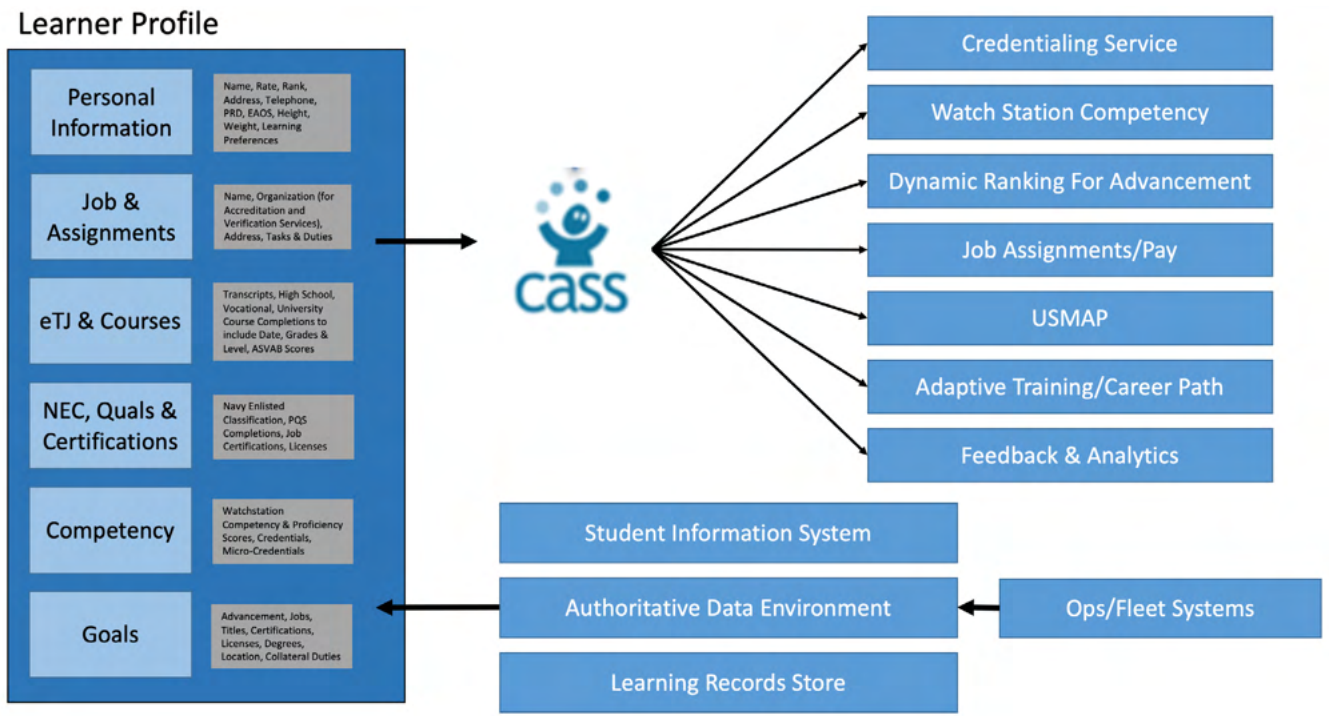 Learner Profile
Personal
Information
Name, Rate, Rank,
Address, Telephone,
PRD, EAOS, Height,
Weight, Learning
Preferences
Job &
Assignments
Name, Organization (for
Accreditation and
Verification Services),
Address, Tasks & Duties
eTJ & Courses
Transcripts, High School,
Vocational, University
Course Completions to
include Date, Grades &
Level, ASVAB Scores
NEC, Quals &
Certifications
Navy Enlisted
Classification, PQS
Completions, Job
Certifications, Licenses
Competency
Watchstation
Competency & Proficiency
Scores, Credentials,
Micro-Credentials
Goals
Advancement, Jobs,
Titles, Certifications,
Licenses, Degrees,
Location, Collateral Duties
cass
Credentialing Service
Watch Station Competency
Dynamic Ranking For Advancement
Job Assignments/Pay
USMAP
Adaptive Training/Career Path
Feedback & Analytics
Student Information System
Authoritative Data Environment
Learning Records Store
Ops/Fleet Systems